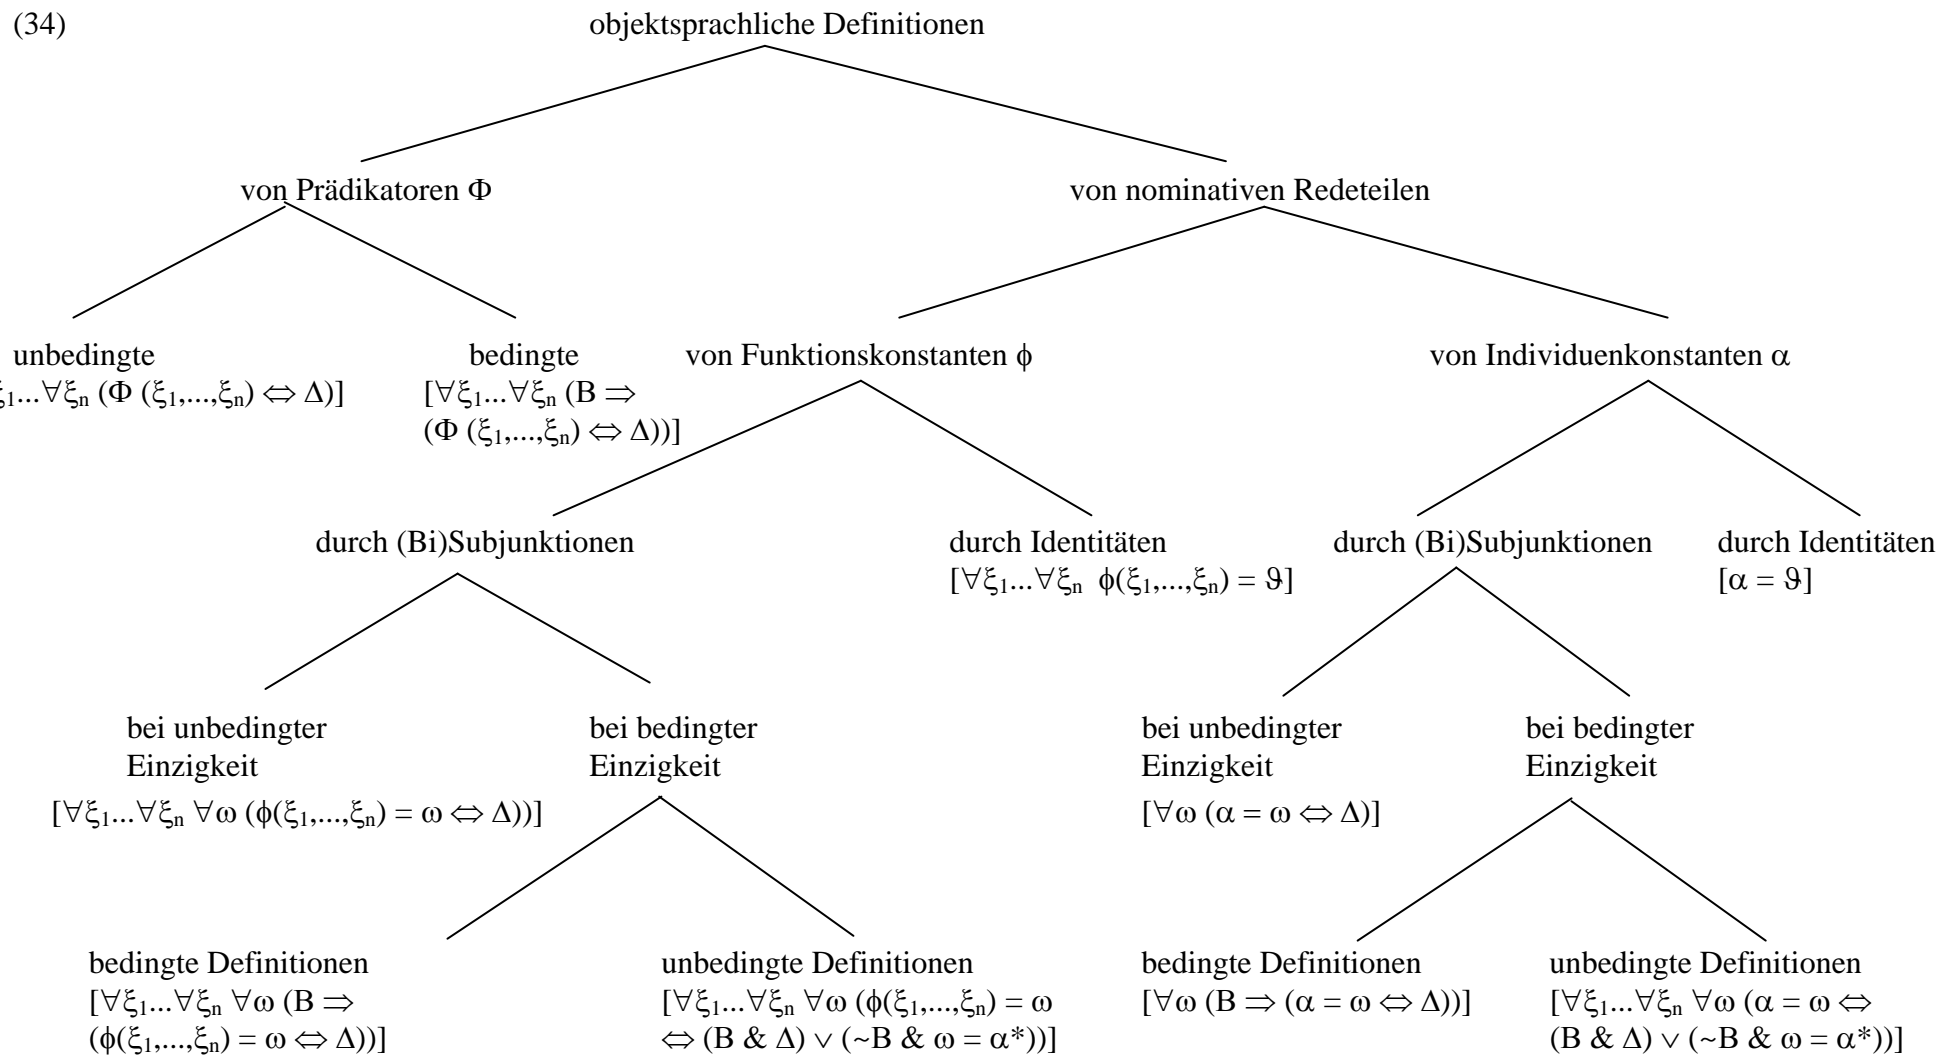 (34)
objektsprachliche Definitionen
von Prädikatoren Φ
von nominativen Redeteilen
unbedingte
ξ₁...∀ξₙ (Φ (ξ₁,...,ξₙ) ⇔ Δ)]
bedingte
[∀ξ₁...∀ξₙ (B ⇒
(Φ (ξ₁,...,ξₙ) ⇔ Δ))]
von Funktionskonstanten ϕ
von Individuenkonstanten α
durch (Bi)Subjunktionen
durch Identitäten
[∀ξ₁...∀ξₙ ϕ(ξ₁,...,ξₙ) = ϑ]
durch (Bi)Subjunktionen
durch Identitäten
[α = ϑ]
bei unbedingter
Einzigkeit
[∀ξ₁...∀ξₙ ∀ω (ϕ(ξ₁,...,ξₙ) = ω ⇔ Δ))]
bei bedingter
Einzigkeit
bei unbedingter
Einzigkeit
[∀ω (α = ω ⇔ Δ)]
bei bedingter
Einzigkeit
bedingte Definitionen
[∀ξ₁...∀ξₙ ∀ω (B ⇒
(ϕ(ξ₁,...,ξₙ) = ω ⇔ Δ))]
unbedingte Definitionen
[∀ξ₁...∀ξₙ ∀ω (ϕ(ξ₁,...,ξₙ) = ω
⇔ (B & Δ) ∨ (~B & ω = α*))]
bedingte Definitionen
[∀ω (B ⇒ (α = ω ⇔ Δ))]
unbedingte Definitionen
[∀ξ₁...∀ξₙ ∀ω (α = ω ⇔
(B & Δ) ∨ (~B & ω = α*))]